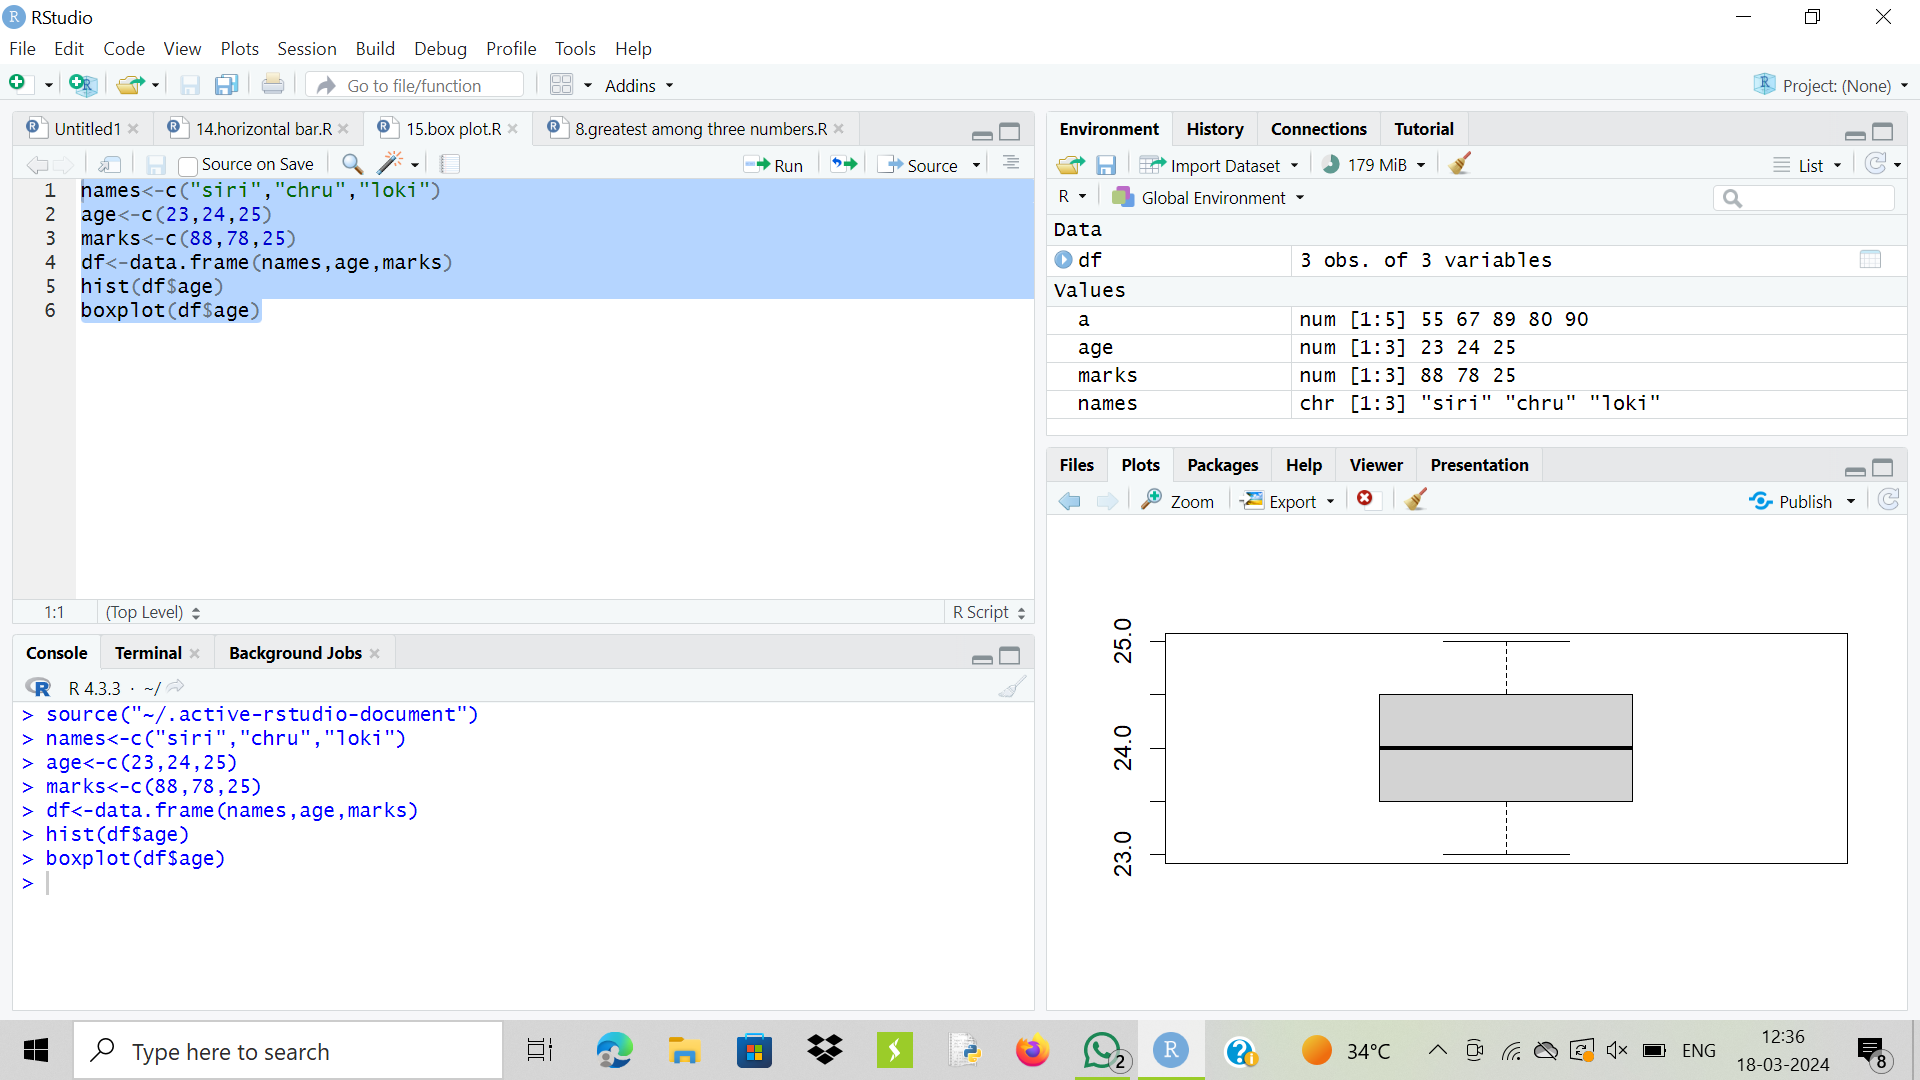 RStudio
File Edit Code View Plots Session Build Debug Profile Tools Help
Go to file/function Addins Project: (None)
Untitled1 14.horizontal bar.R 15.box plot.R 8.greatest among three numbers.R
Source on Save Run Source
1 names<-c("siri","chru","loki")
2 age<-c(23,24,25)
3 marks<-c(88,78,25)
4 df<-data.frame(names,age,marks)
5 hist(df$age)
6 boxplot(df$age)
1:1 (Top Level) R Script
Console Terminal Background Jobs
R 4.3.3 · ~/
> source("~/.active-rstudio-document")
> names<-c("siri","chru","loki")
> age<-c(23,24,25)
> marks<-c(88,78,25)
> df<-data.frame(names,age,marks)
> hist(df$age)
> boxplot(df$age)
>
Environment History Connections Tutorial
Import Dataset 179 MiB List
R Global Environment
Data
df 3 obs. of 3 variables
Values
a num [1:5] 55 67 89 80 90
age num [1:3] 23 24 25
marks num [1:3] 88 78 25
names chr [1:3] "siri" "chru" "loki"
Files Plots Packages Help Viewer Presentation
Zoom Export Publish
25.0
24.0
23.0
Type here to search
2
R
34°C
ENG
12:36
18-03-2024
8